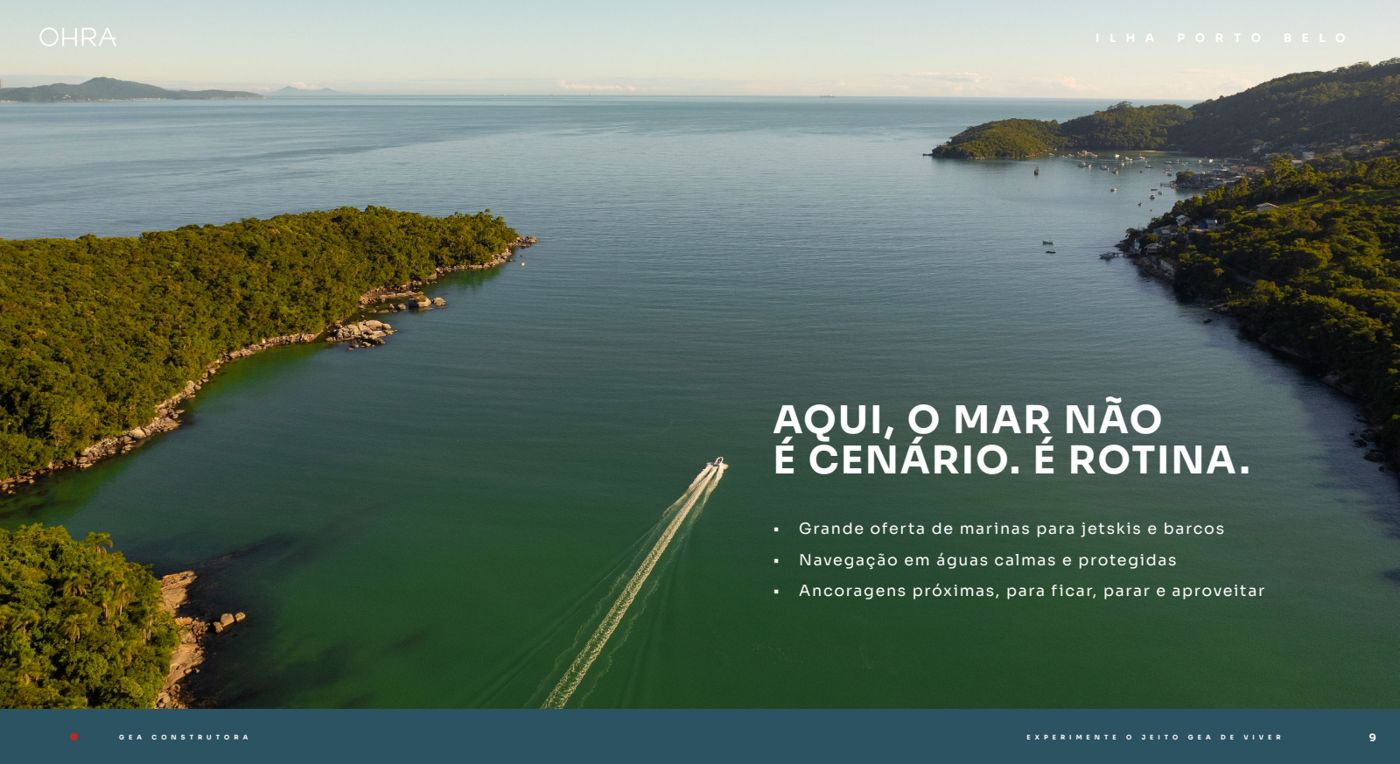 OHRA
ILHA PORTO BELO
AQUI, O MAR NÃO
É CENÁRIO. É ROTINA.
▪ Grande oferta de marinas para jetskis e barcos
▪ Navegação em águas calmas e protegidas
▪ Ancoragens próximas, para ficar, parar e aproveitar
GEA CONSTRUTORA
EXPERIMENTE O JEITO GEA DE VIVER
9